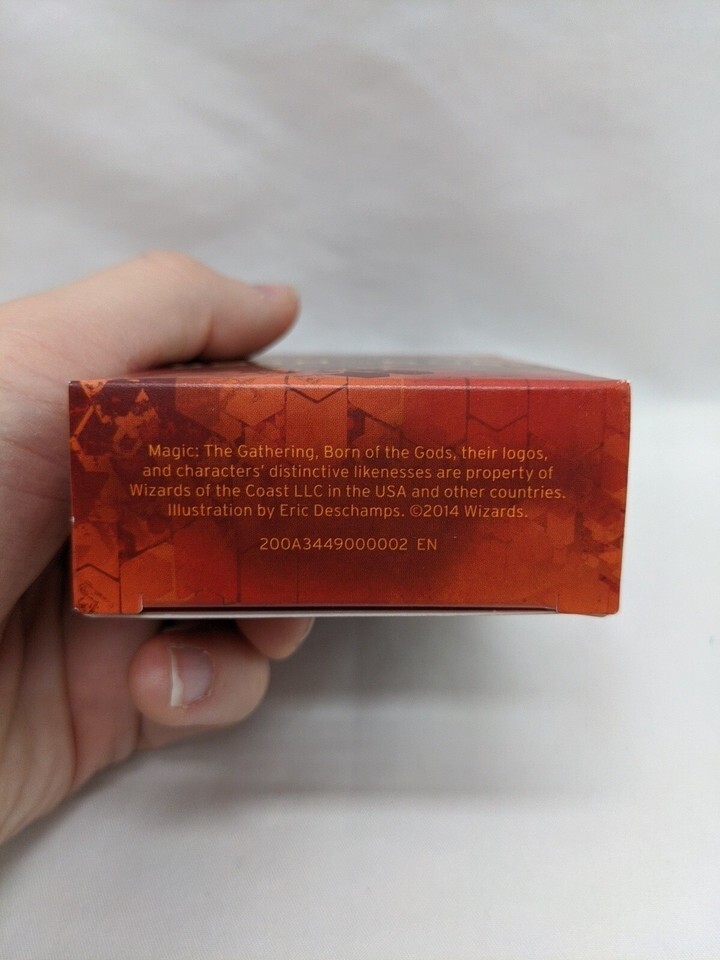 Magic: The Gathering, Born of the Gods, their logos,
and characters' distinctive likenesses are property of
Wizards of the Coast LLC in the USA and other countries.
Illustration by Eric Deschamps. ©2014 Wizards.
200A3449000002 EN